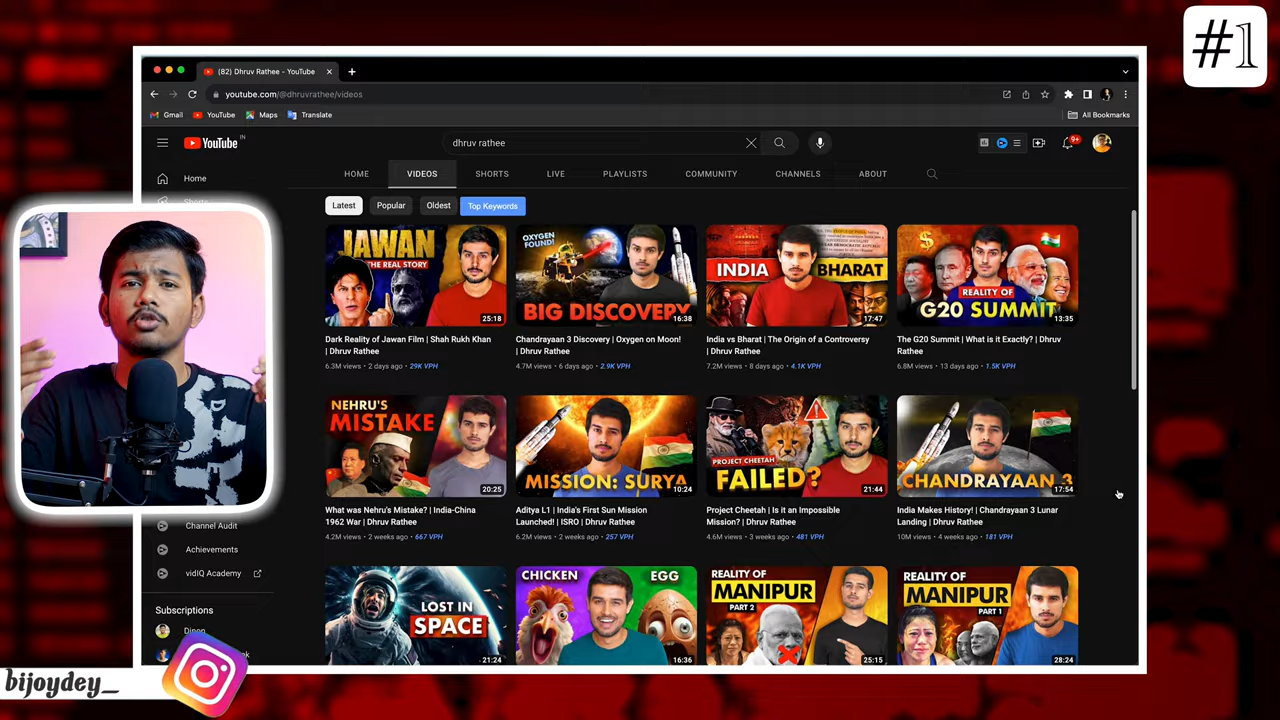 #1
(82) Dhruv Rathee - YouTube
youtube.com/@dhruvrathee/videos
Gmail YouTube Maps Translate All Bookmarks
YouTube IN
dhruv rathee
9+
Home
Shorts
HOME VIDEOS SHORTS LIVE PLAYLISTS COMMUNITY CHANNELS ABOUT
Latest Popular Oldest Top Keywords
JAWAN
THE REAL STORY
25:18
OXYGEN
FOUND!
BIG DISCOVERY
16:38
INDIA BHARAT
17:47
$
REALITY OF
G20 SUMMIT
13:35
Dark Reality of Jawan Film | Shah Rukh Khan
| Dhruv Rathee
6.3M views • 2 days ago • 29K VPH
Chandrayaan 3 Discovery | Oxygen on Moon!
| Dhruv Rathee
4.7M views • 6 days ago • 2.9K VPH
India vs Bharat | The Origin of a Controversy
| Dhruv Rathee
7.2M views • 8 days ago • 4.1K VPH
The G20 Summit | What is it Exactly? | Dhruv
Rathee
6.8M views • 13 days ago • 1.5K VPH
NEHRU'S
MISTAKE
20:25
MISSION: SURYA
10:24
PROJECT CHEETAH
FAILED?
21:44
CHANDRAYAAN 3
17:54
What was Nehru's Mistake? | India-China
1962 War | Dhruv Rathee
4.2M views • 2 weeks ago • 667 VPH
Aditya L1 | India's First Sun Mission
Launched! | ISRO | Dhruv Rathee
6.2M views • 2 weeks ago • 257 VPH
Project Cheetah | Is it an Impossible
Mission? | Dhruv Rathee
4.6M views • 3 weeks ago • 481 VPH
India Makes History! | Chandrayaan 3 Lunar
Landing | Dhruv Rathee
10M views • 4 weeks ago • 181 VPH
LOST IN
SPACE
21:24
CHICKEN EGG
16:36
REALITY OF
MANIPUR
PART 2
25:15
REALITY OF
MANIPUR
PART 1
28:24
Channel Audit
Achievements
vidIQ Academy
Subscriptions
bijoydey_